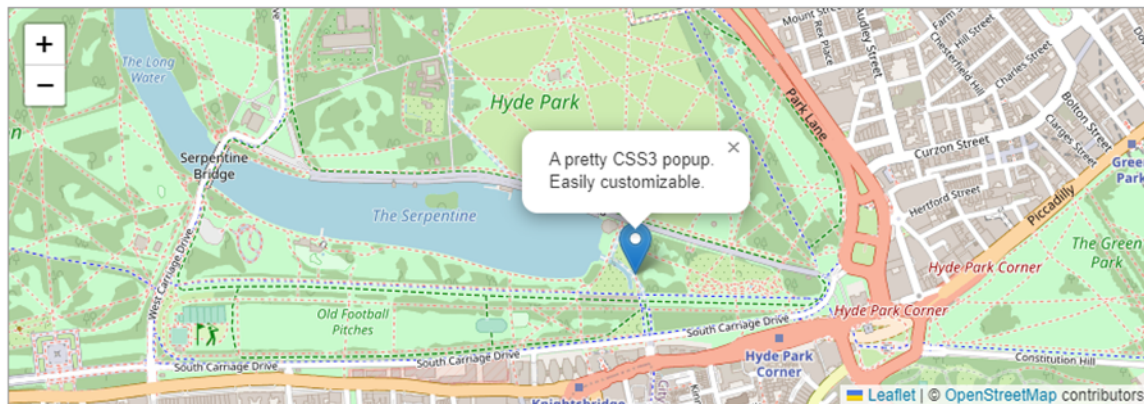 +
−
The Long
Water
Hyde Park
Serpentine
Bridge
The Serpentine
A pretty CSS3 popup.
Easily customizable.
×
Mount Street
Rex Place
Audley Street
Farm Street
Hill Street
Chesterfield Hill
Charles Street
Bolton Street
Clarges Street
Park Lane
Curzon Street
Hertford Street
Piccadilly
Green
Park
The Green
Park
West Carriage Drive
Old Football
Pitches
Hyde Park Corner
Hyde Park Corner
South Carriage Drive
South Carriage Drive
South Carriage Drive
Hyde Park
Corner
Constitution Hill
Knightsbridge
Leaflet | © OpenStreetMap contributors